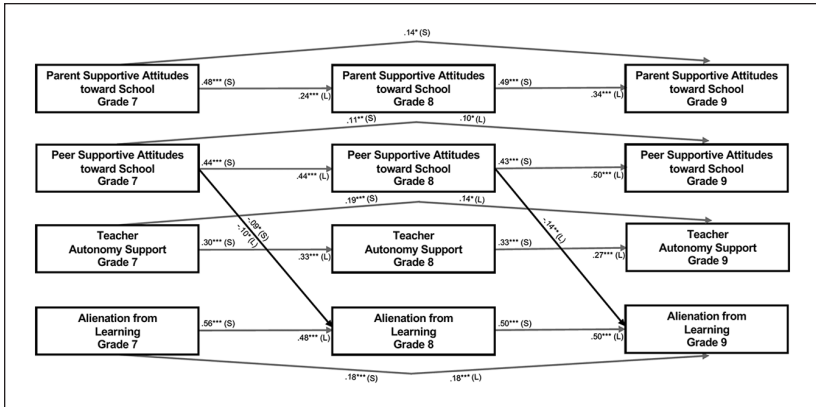 .14* (S)
Parent Supportive Attitudes
toward School
Grade 7
.48*** (S)
.24*** (L)
Parent Supportive Attitudes
toward School
Grade 8
.49*** (S)
.34*** (L)
Parent Supportive Attitudes
toward School
Grade 9
.11** (S)
.10* (L)
Peer Supportive Attitudes
toward School
Grade 7
.44*** (S)
.44*** (L)
Peer Supportive Attitudes
toward School
Grade 8
.43*** (S)
.50*** (L)
Peer Supportive Attitudes
toward School
Grade 9
-.09* (S)
-.10* (L)
-.14** (L)
.19*** (S)
.14* (L)
Teacher
Autonomy Support
Grade 7
.30*** (S)
.33*** (L)
Teacher
Autonomy Support
Grade 8
.33*** (S)
.27*** (L)
Teacher
Autonomy Support
Grade 9
Alienation from
Learning
Grade 7
.56*** (S)
.48*** (L)
Alienation from
Learning
Grade 8
.50*** (S)
.50*** (L)
Alienation from
Learning
Grade 9
.18*** (S)
.18*** (L)